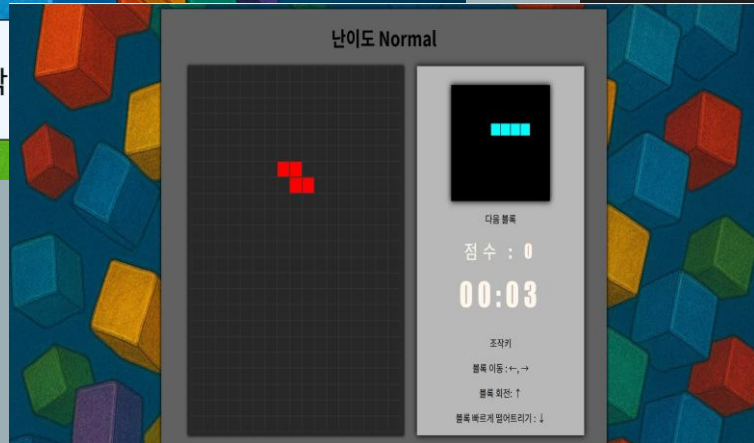 난이도 Normal
다음 블록
점수 : 0
00:03
조작키
블록 이동 : ←, →
블록 회전: ↑
블록 빠르게 떨어트리기 : ↓